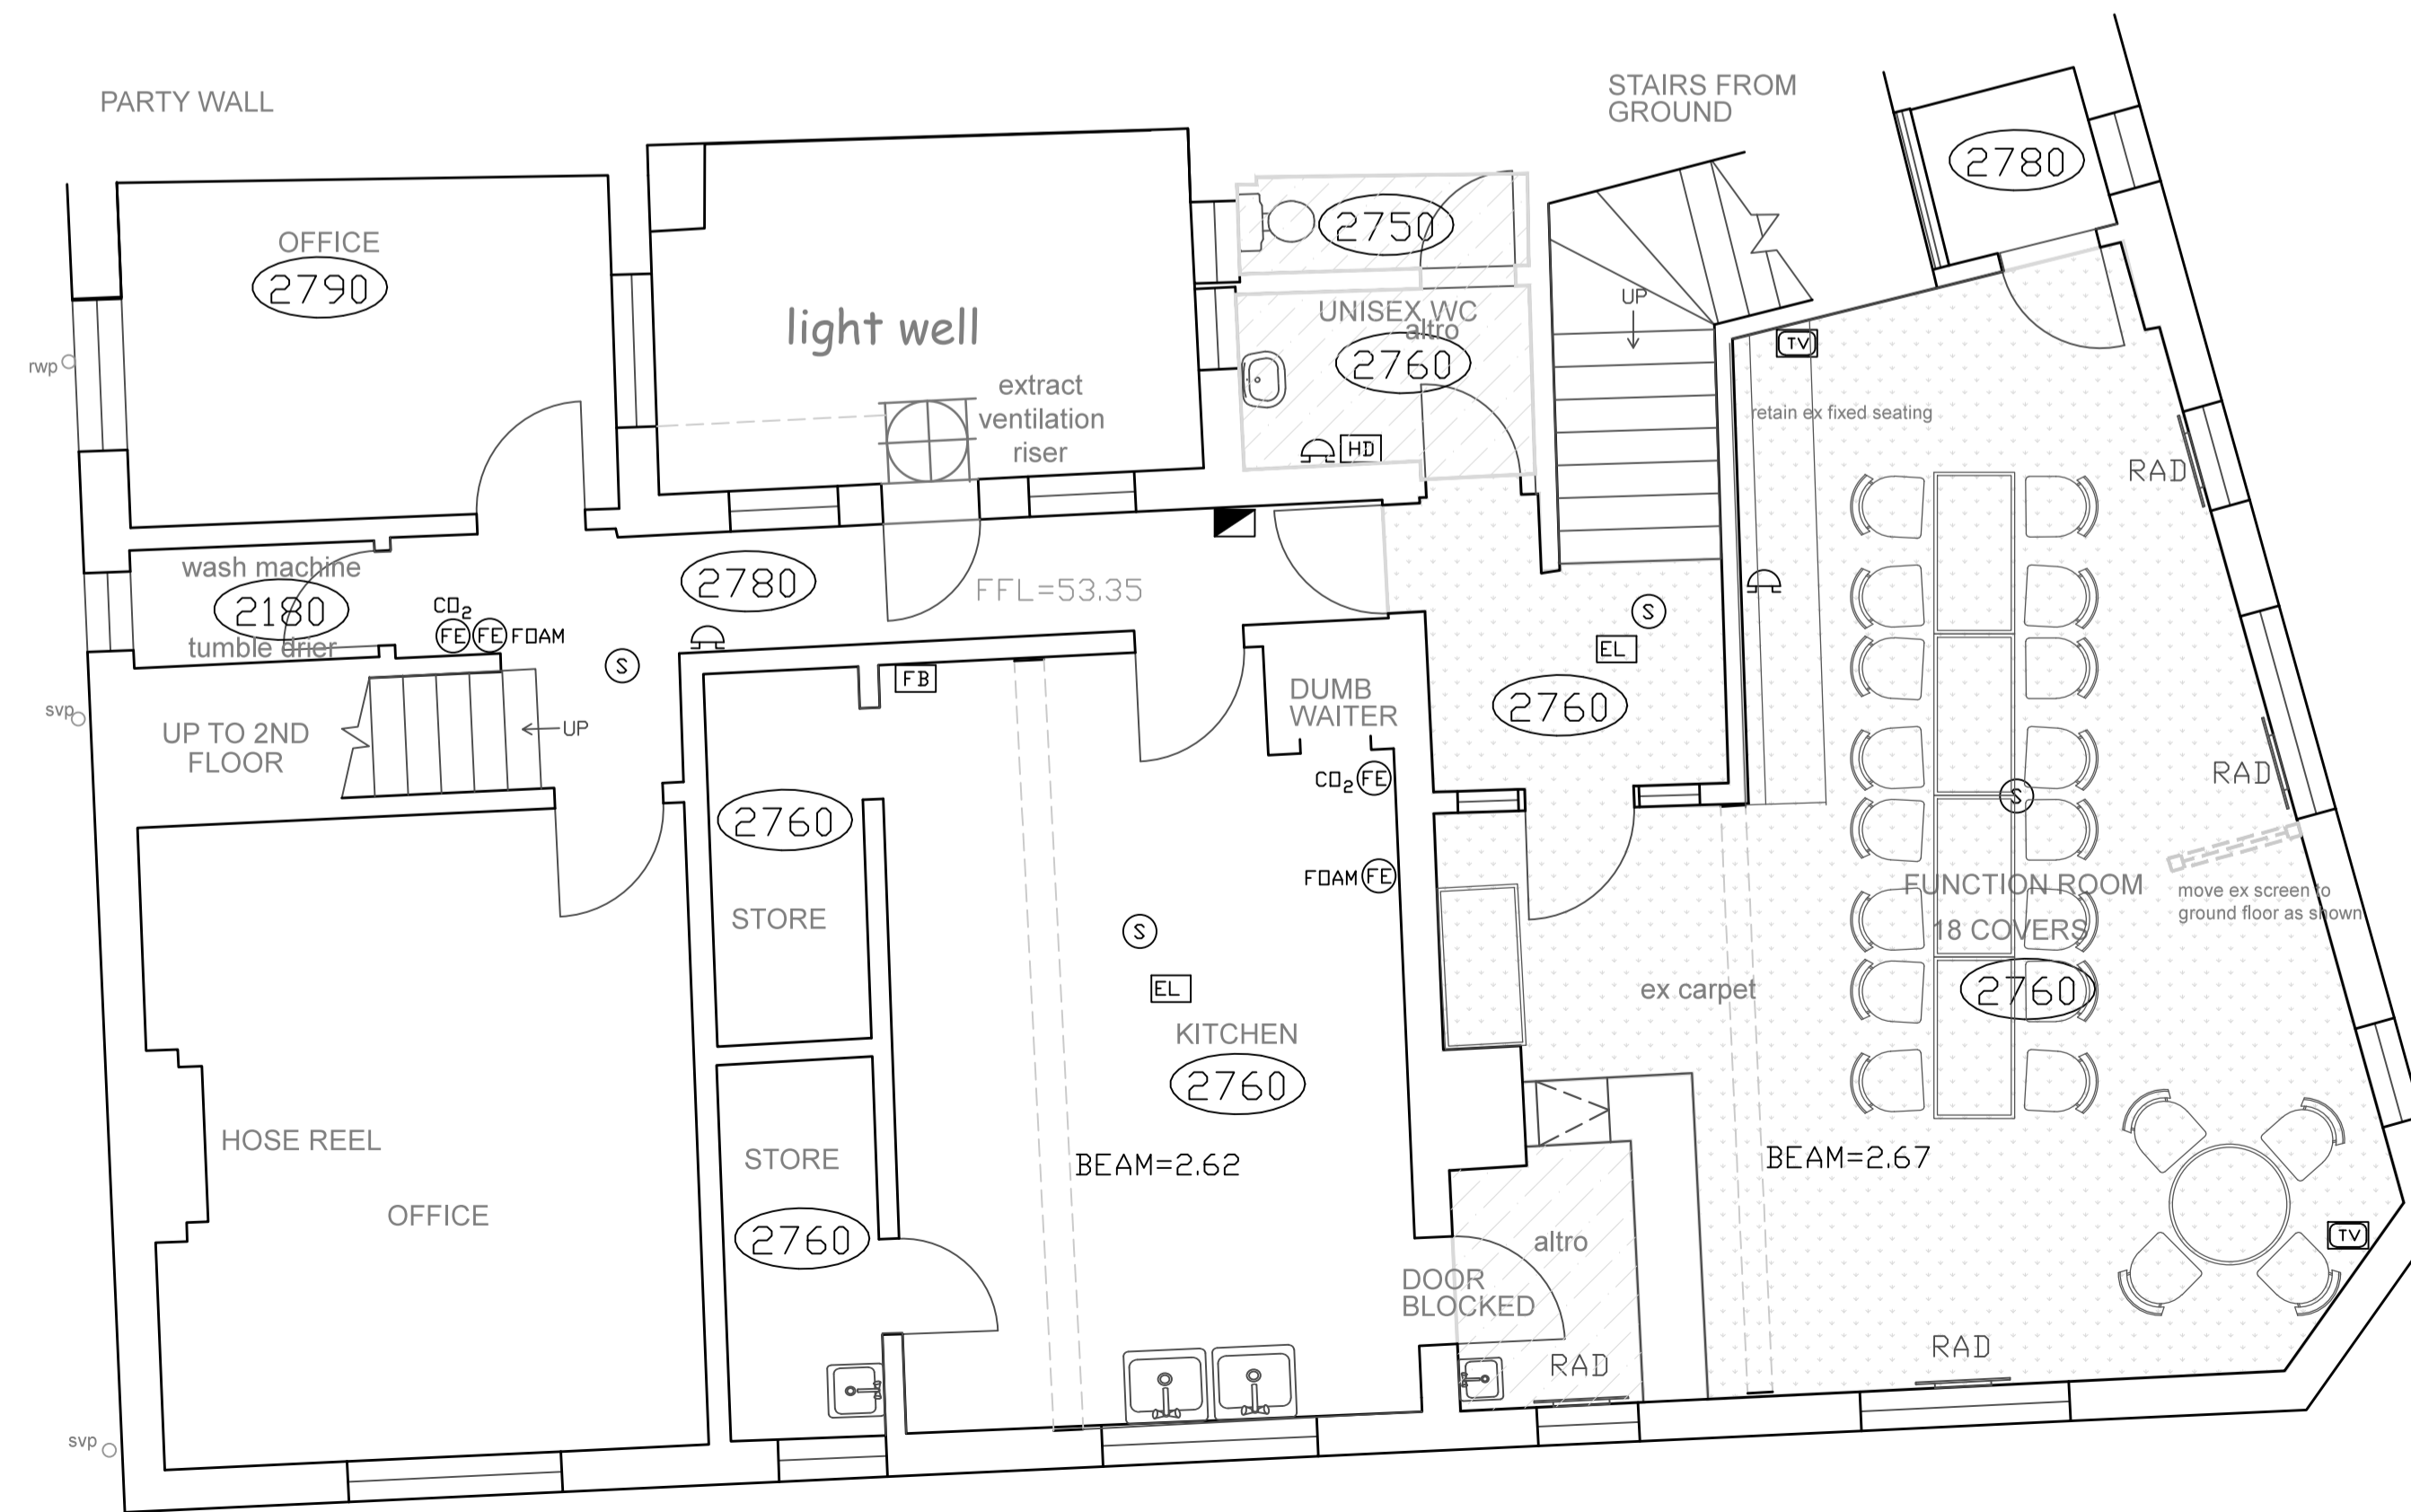 PARTY WALL
STAIRS FROM
GROUND
2780
OFFICE
2790
2750
light well
UNISEX WC
altro
2760
UP
TV
rwp
extract
ventilation
riser
HD
retain ex fixed seating
RAD
wash machine
2180
tumble drier
CO2
FE FE FOAM
2780
FFL=53.35
S
S
EL
FB
DUMB
WAITER
2760
svp
UP TO 2ND
FLOOR
UP
CO2 FE
RAD
S
2760
FOAM FE
STORE
S
EL
FUNCTION ROOM
18 COVERS
2760
move ex screen to
ground floor as shown
ex carpet
KITCHEN
2760
HOSE REEL
STORE
BEAM=2.62
BEAM=2.67
OFFICE
2760
altro
TV
DOOR
BLOCKED
RAD
RAD
svp